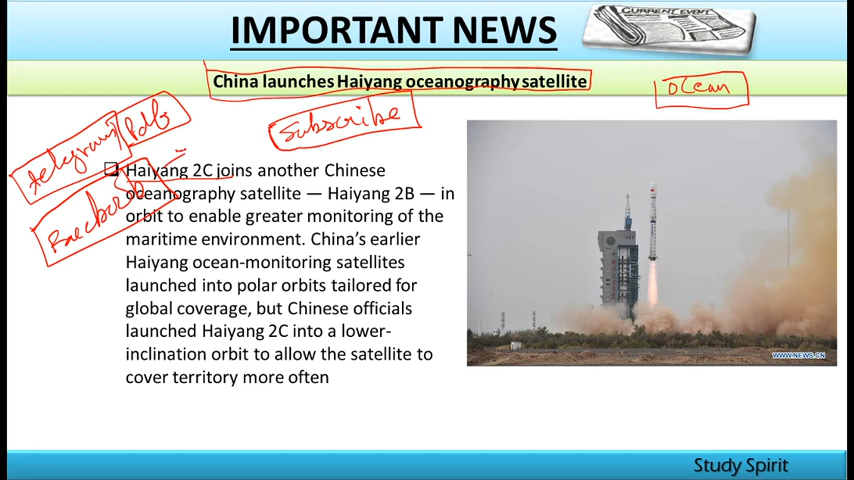 IMPORTANT NEWS
CURRENT EVENT
China launches Haiyang oceanography satellite
ocean
Subscribe
telegram/Pdf
Facebook
Haiyang 2C joins another Chinese
oceanography satellite — Haiyang 2B — in
orbit to enable greater monitoring of the
maritime environment. China's earlier
Haiyang ocean-monitoring satellites
launched into polar orbits tailored for
global coverage, but Chinese officials
launched Haiyang 2C into a lower-
inclination orbit to allow the satellite to
cover territory more often
WWW.NEWS.CN
Study Spirit